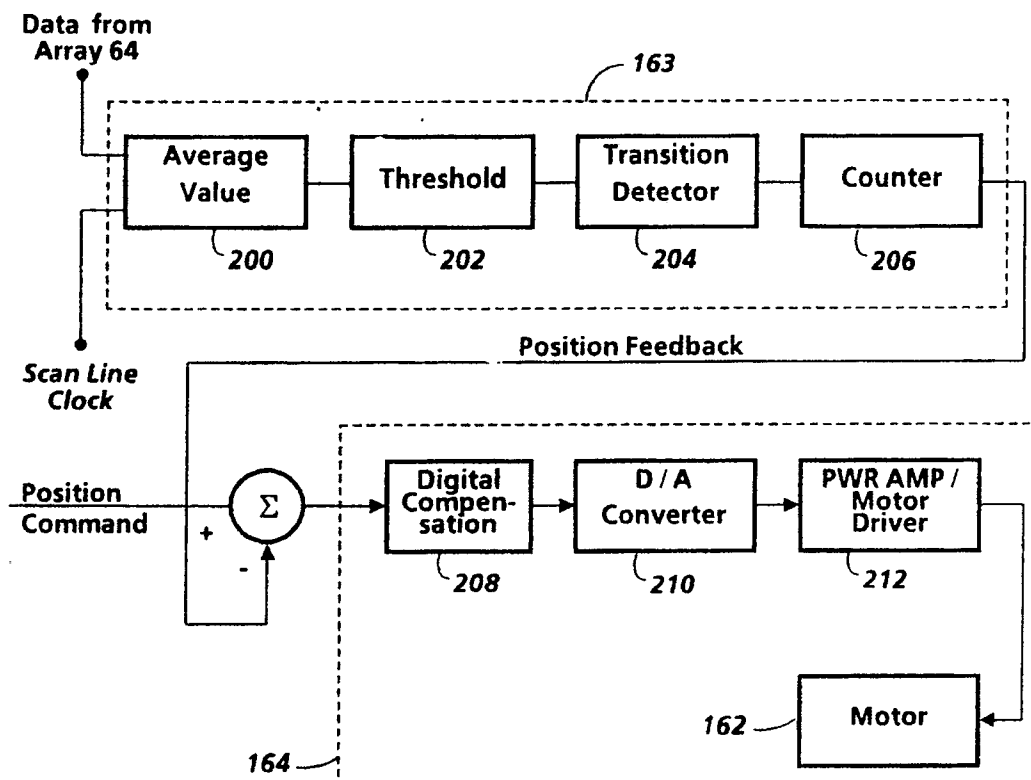 Data from
Array 64
163
Average
Value
Threshold
Transition
Detector
Counter
200
202
204
206
Scan Line
Clock
Position Feedback
Position
Command
+
-
Σ
Digital
Compen-
sation
D / A
Converter
PWR AMP /
Motor
Driver
208
210
212
162
Motor
164